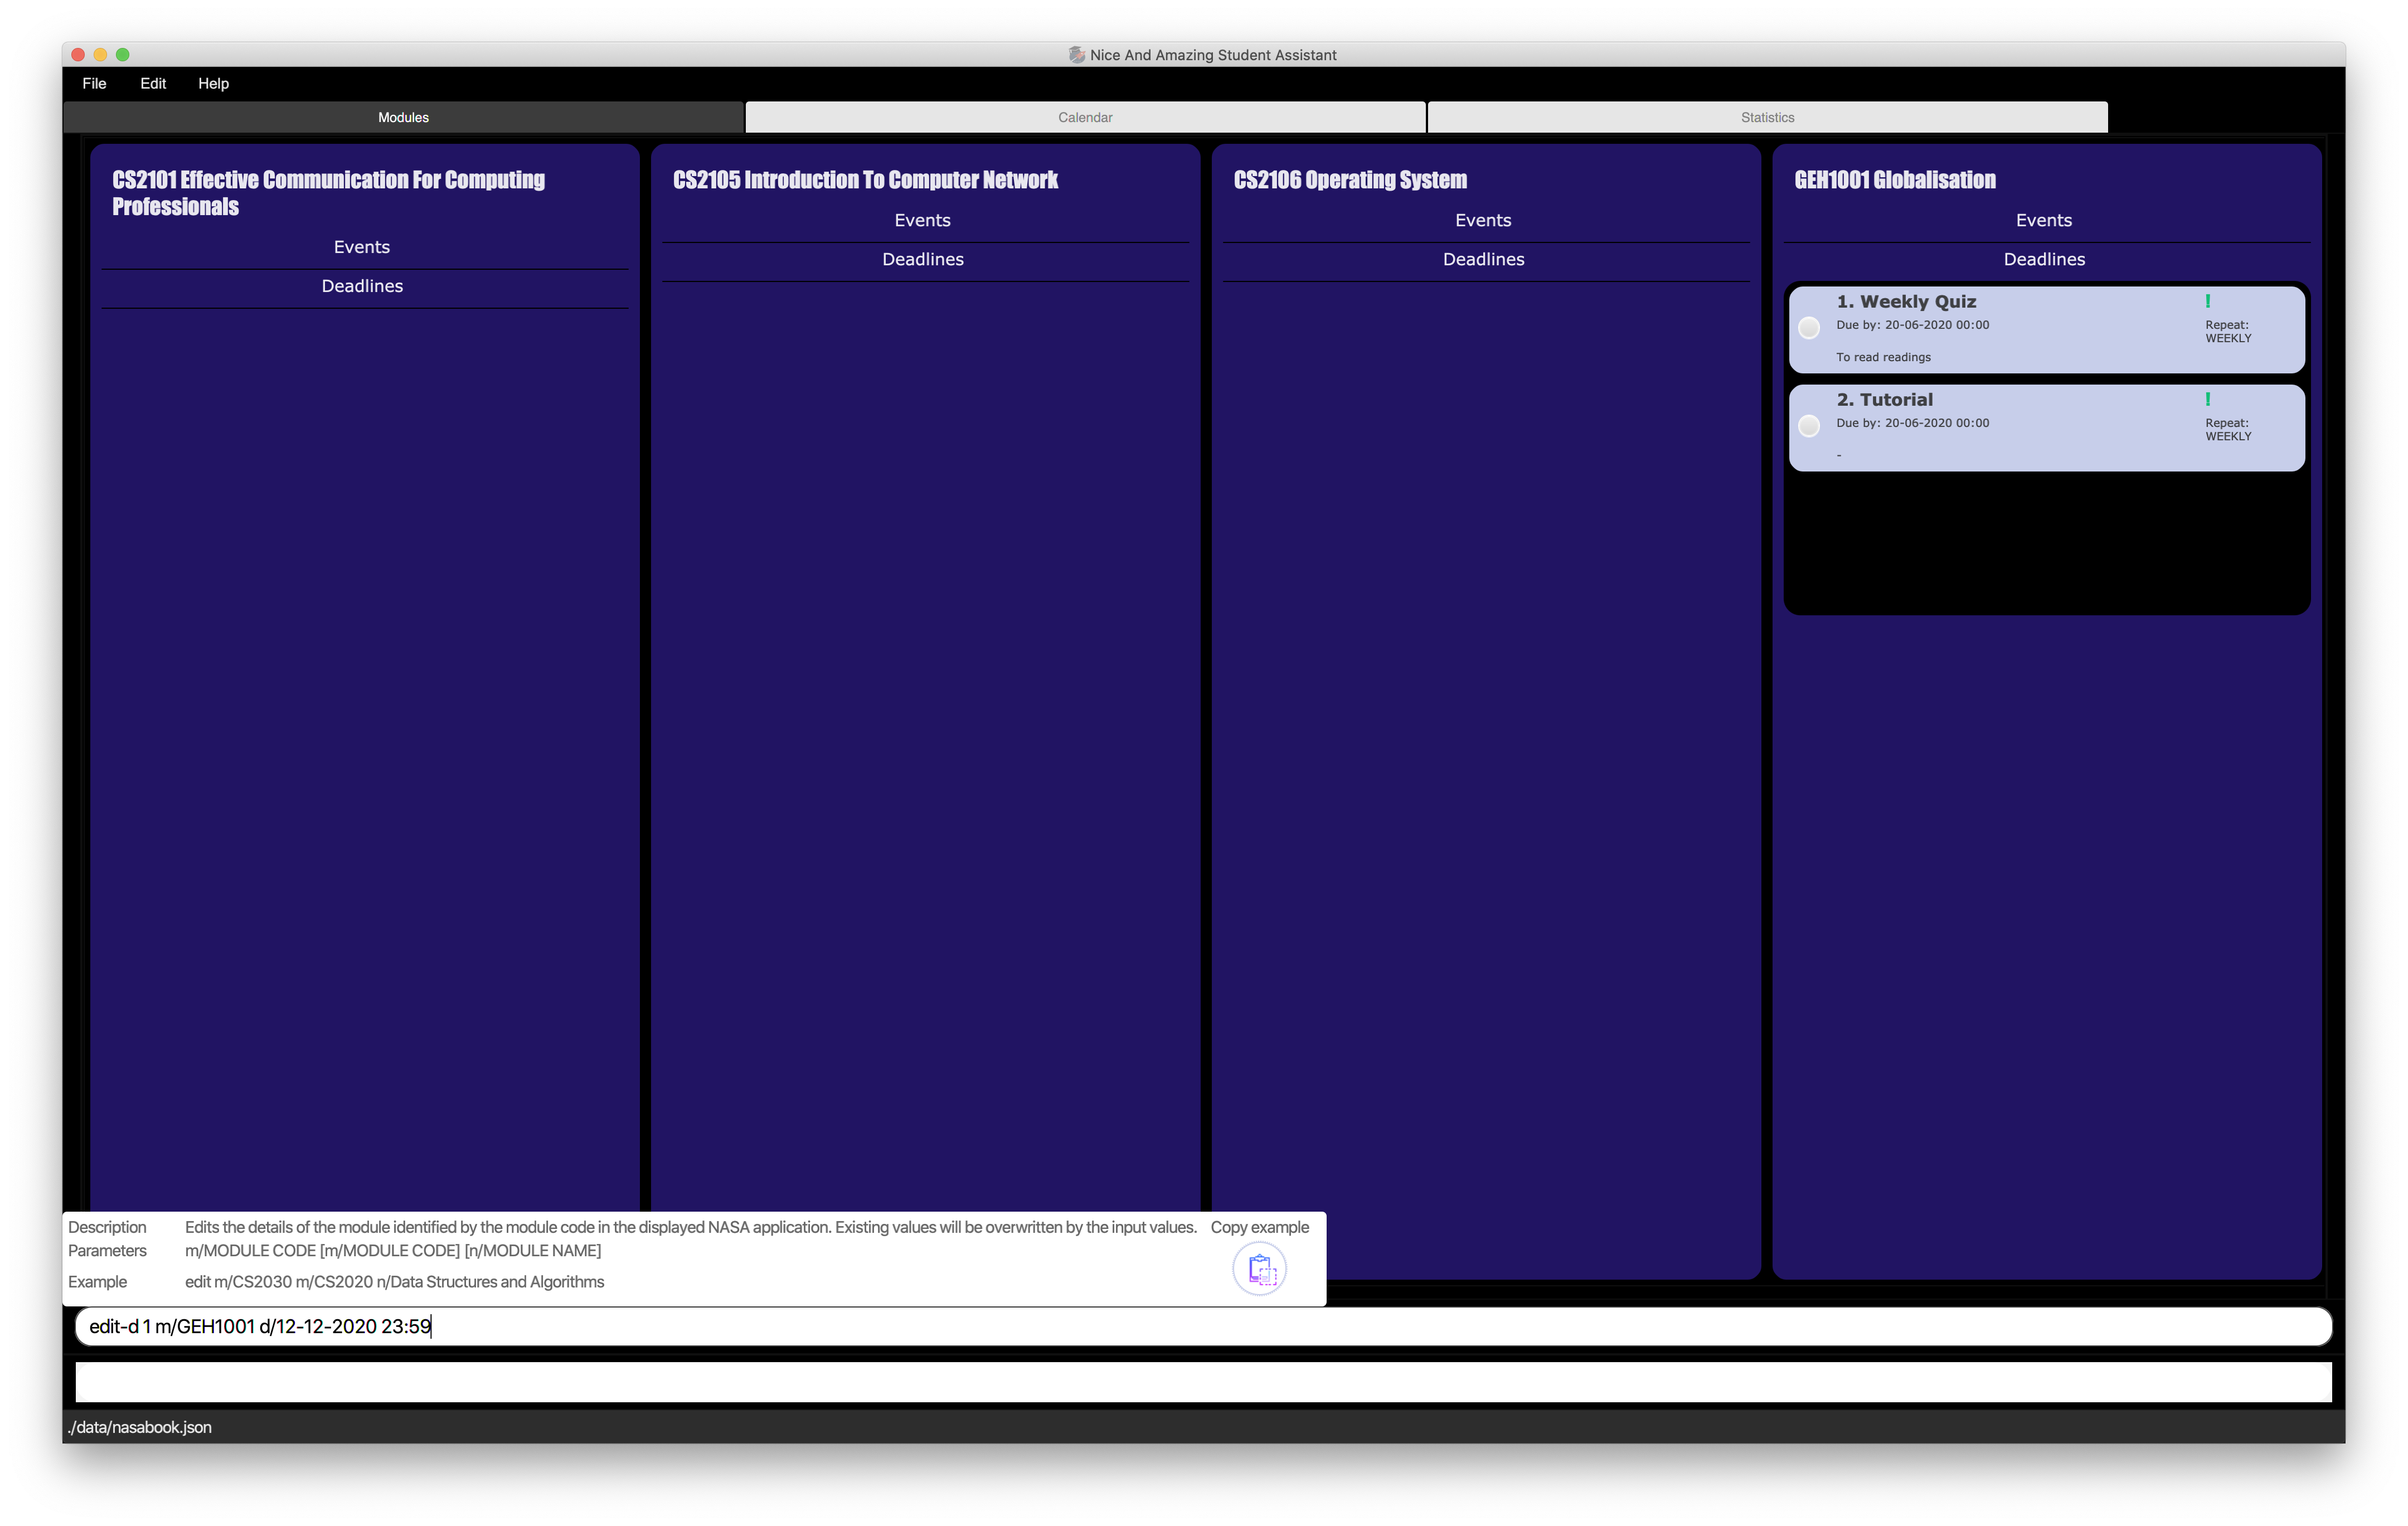 Nice And Amazing Student Assistant
File Edit Help
Modules Calendar Statistics
CS2101 Effective Communication For Computing
Professionals
Events
Deadlines
CS2105 Introduction To Computer Network
Events
Deadlines
CS2106 Operating System
Events
Deadlines
GEH1001 Globalisation
Events
Deadlines
1. Weekly Quiz !
Due by: 20-06-2020 00:00 Repeat:
WEEKLY
To read readings
2. Tutorial !
Due by: 20-06-2020 00:00 Repeat:
WEEKLY
-
Description Edits the details of the module identified by the module code in the displayed NASA application. Existing values will be overwritten by the input values. Copy example
Parameters m/MODULE CODE [m/MODULE CODE] [n/MODULE NAME]
Example edit m/CS2030 m/CS2020 n/Data Structures and Algorithms
edit-d 1 m/GEH1001 d/12-12-2020 23:59
./data/nasabook.json